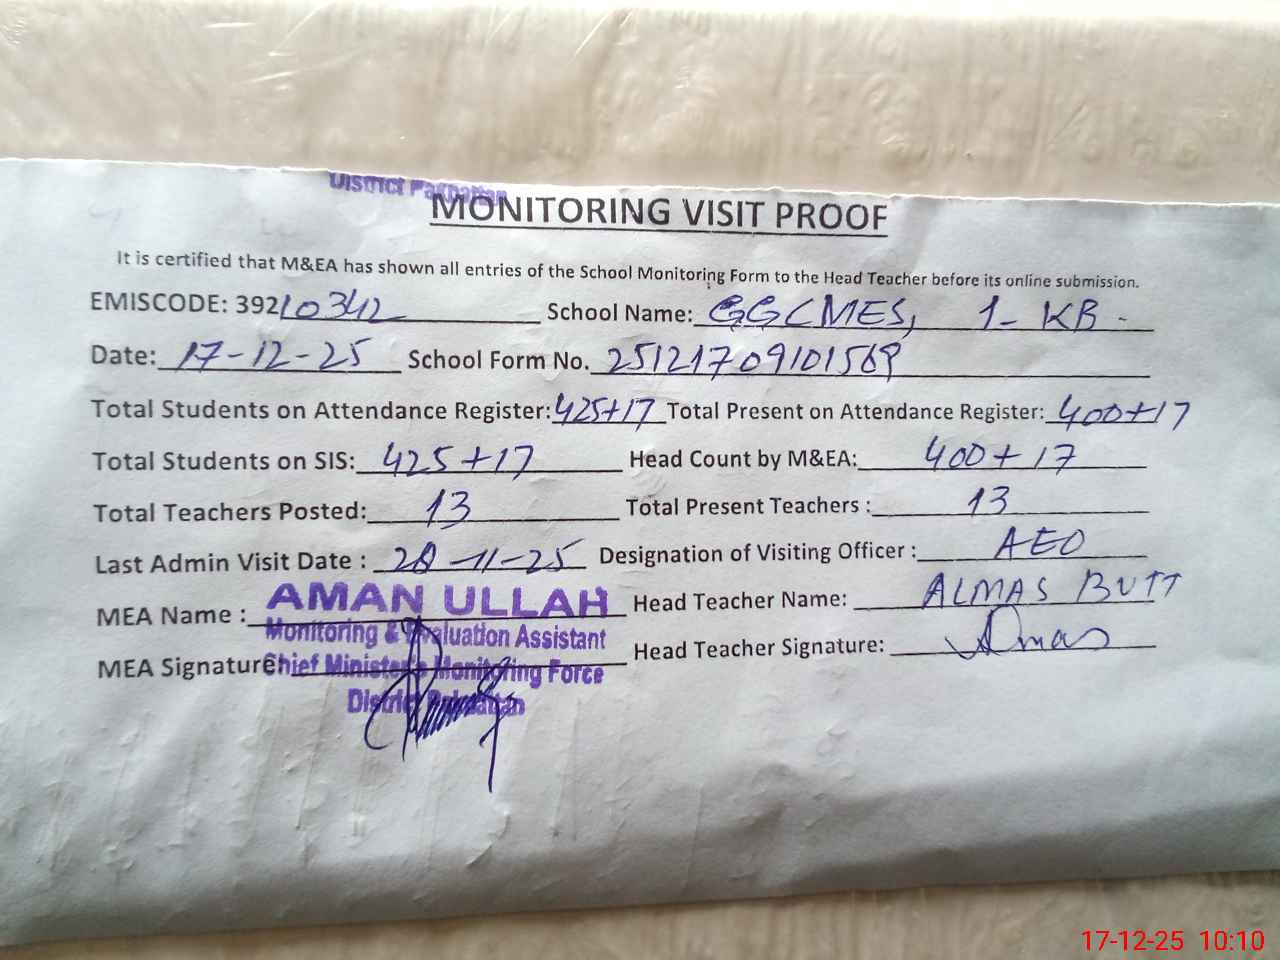 District Pakpattan
MONITORING VISIT PROOF
It is certified that M&EA has shown all entries of the School Monitoring Form to the Head Teacher before its online submission.
EMISCODE: 39210342 School Name: GGCMES, 1-KB-
Date: 17-12-25 School Form No. 25121709101569
Total Students on Attendance Register: 425+17 Total Present on Attendance Register: 400+17
Total Students on SIS: 425+17 Head Count by M&EA: 400+17
Total Teachers Posted: 13 Total Present Teachers : 13
Last Admin Visit Date : 28-11-25 Designation of Visiting Officer : AEO
MEA Name : AMAN ULLAH Head Teacher Name: ALMAS BUTT
Monitoring & Evaluation Assistant
MEA Signature: Chief Minister's Monitoring Force Head Teacher Signature: Almas
District Pakpattan
17-12-25 10:10